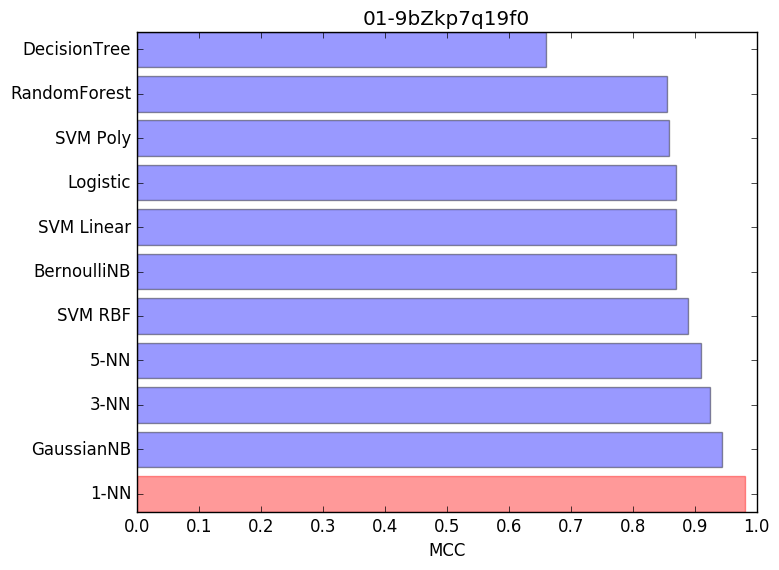 01-9bZkp7q19f0
DecisionTree
RandomForest
SVM Poly
Logistic
SVM Linear
BernoulliNB
SVM RBF
5-NN
3-NN
GaussianNB
1-NN
0.0 0.1 0.2 0.3 0.4 0.5 0.6 0.7 0.8 0.9 1.0
MCC